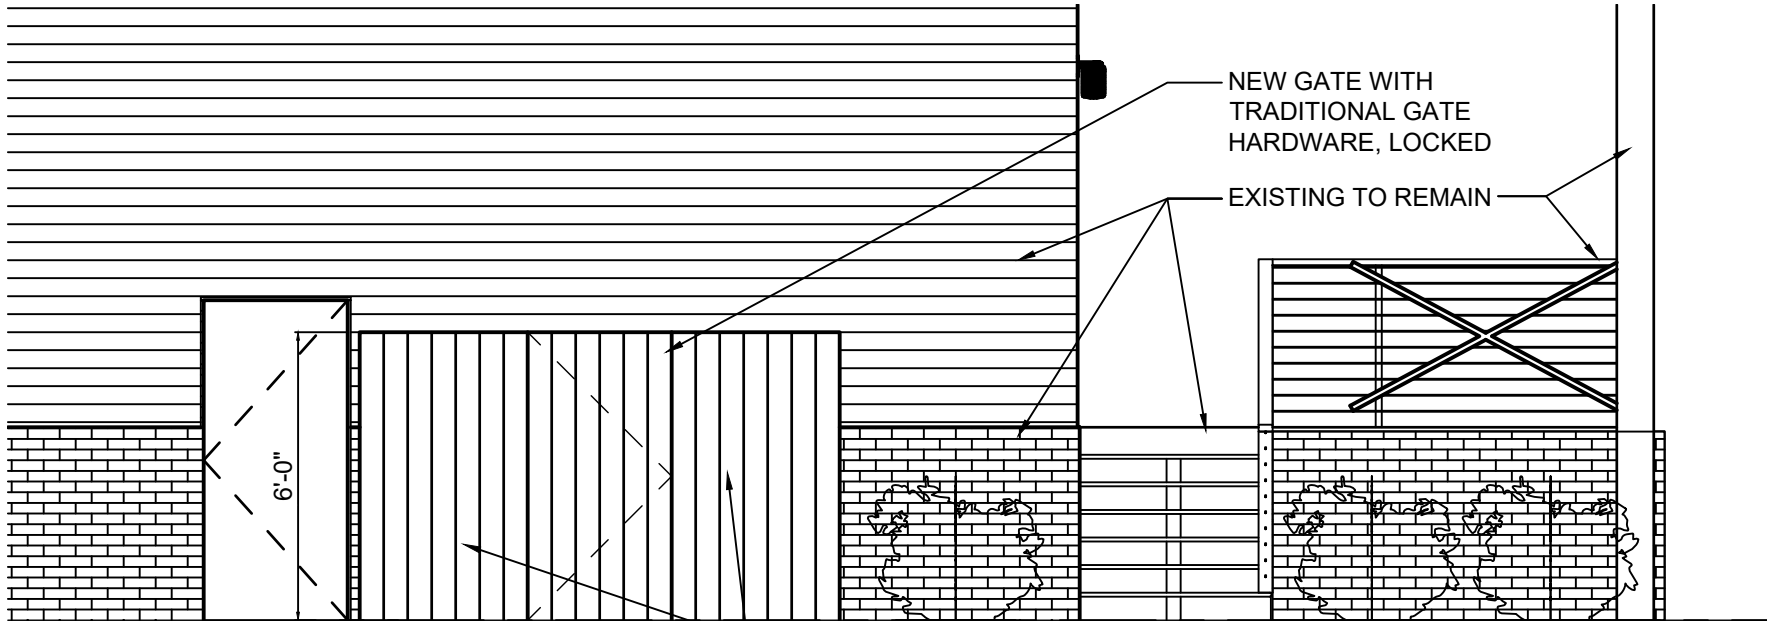 NEW GATE WITH
TRADITIONAL GATE
HARDWARE, LOCKED
EXISTING TO REMAIN
6'-0"